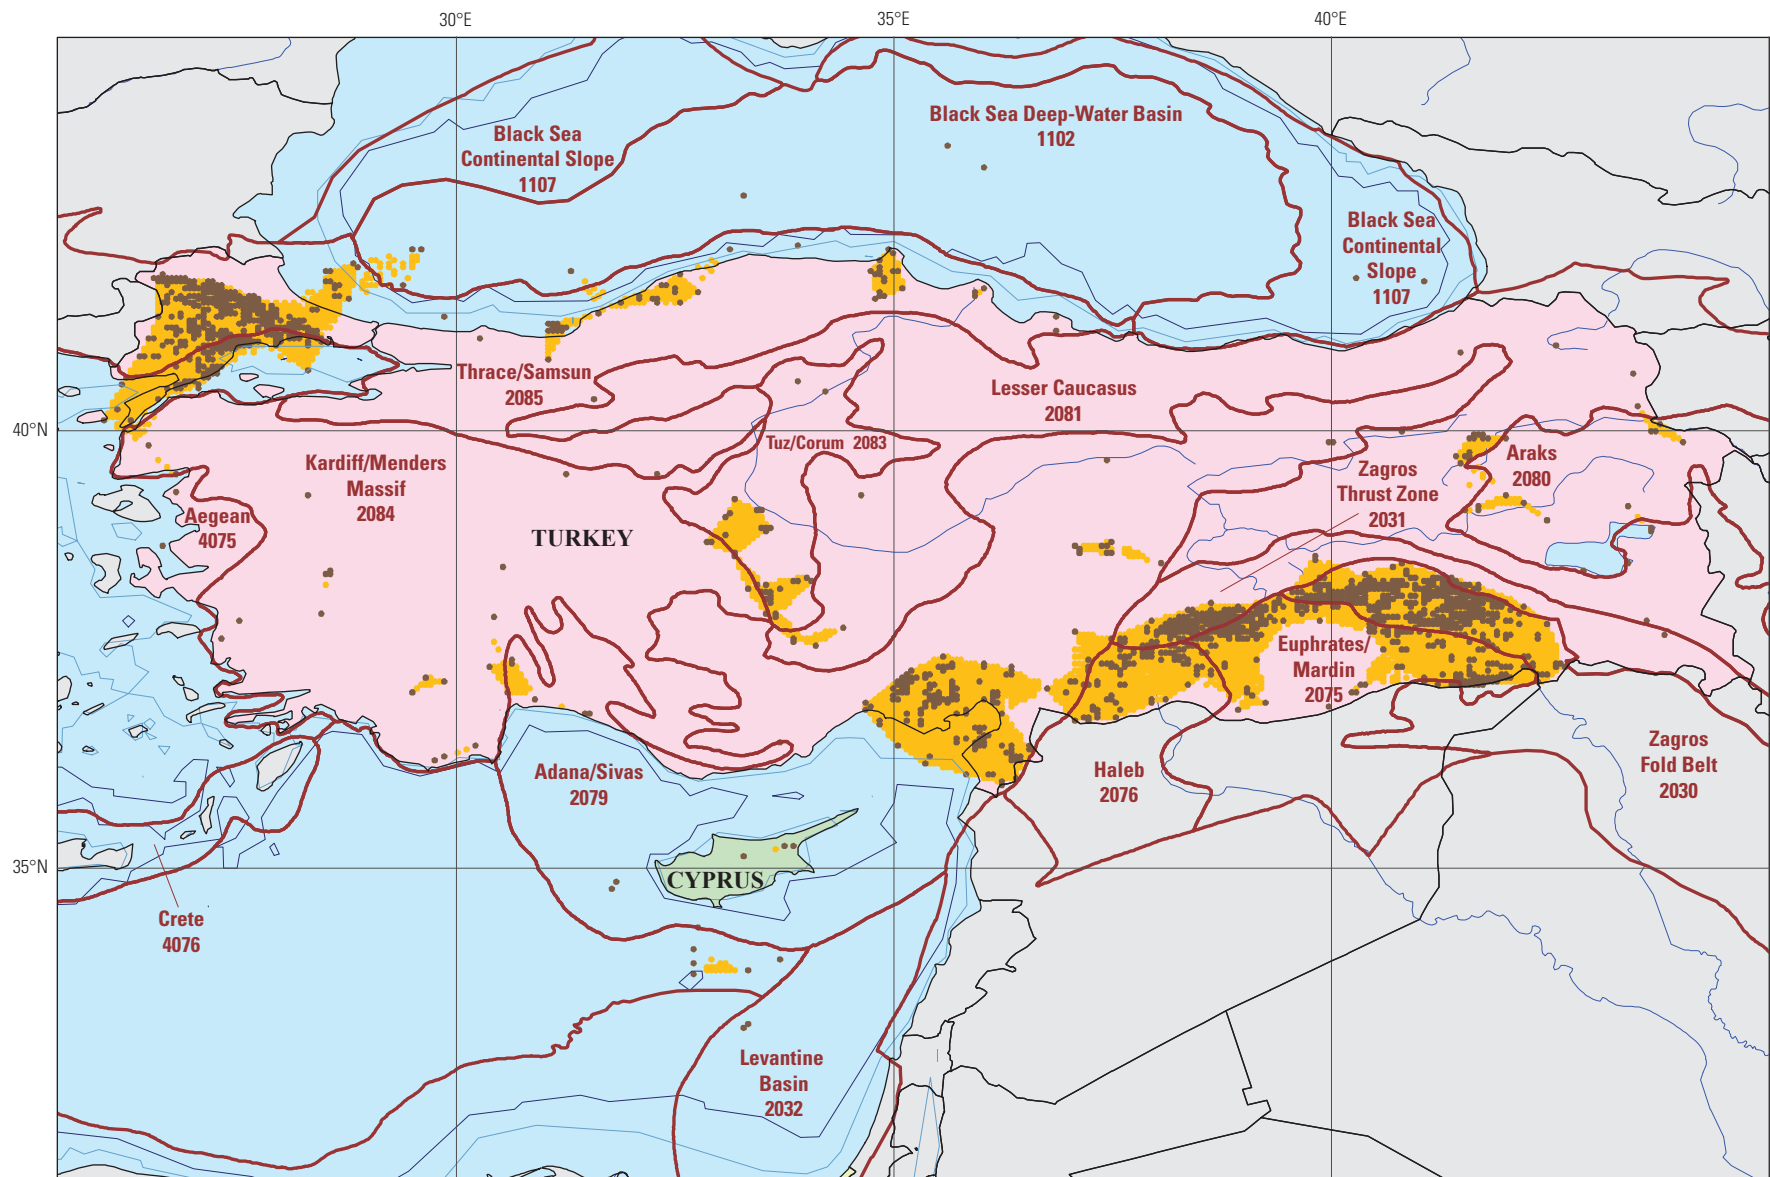 30°E
35°E
40°E
Black Sea Deep-Water Basin
1102
Black Sea
Continental Slope
1107
Black Sea
Continental
Slope
1107
Thrace/Samsun
2085
Lesser Caucasus
2081
40°N
Tuz/Corum 2083
Kardiff/Menders
Massif
2084
Zagros
Thrust Zone
2031
Araks
2080
Aegean
4075
TURKEY
Euphrates/
Mardin
2075
Adana/Sivas
2079
Haleb
2076
Zagros
Fold Belt
2030
35°N
CYPRUS
Crete
4076
Levantine
Basin
2032